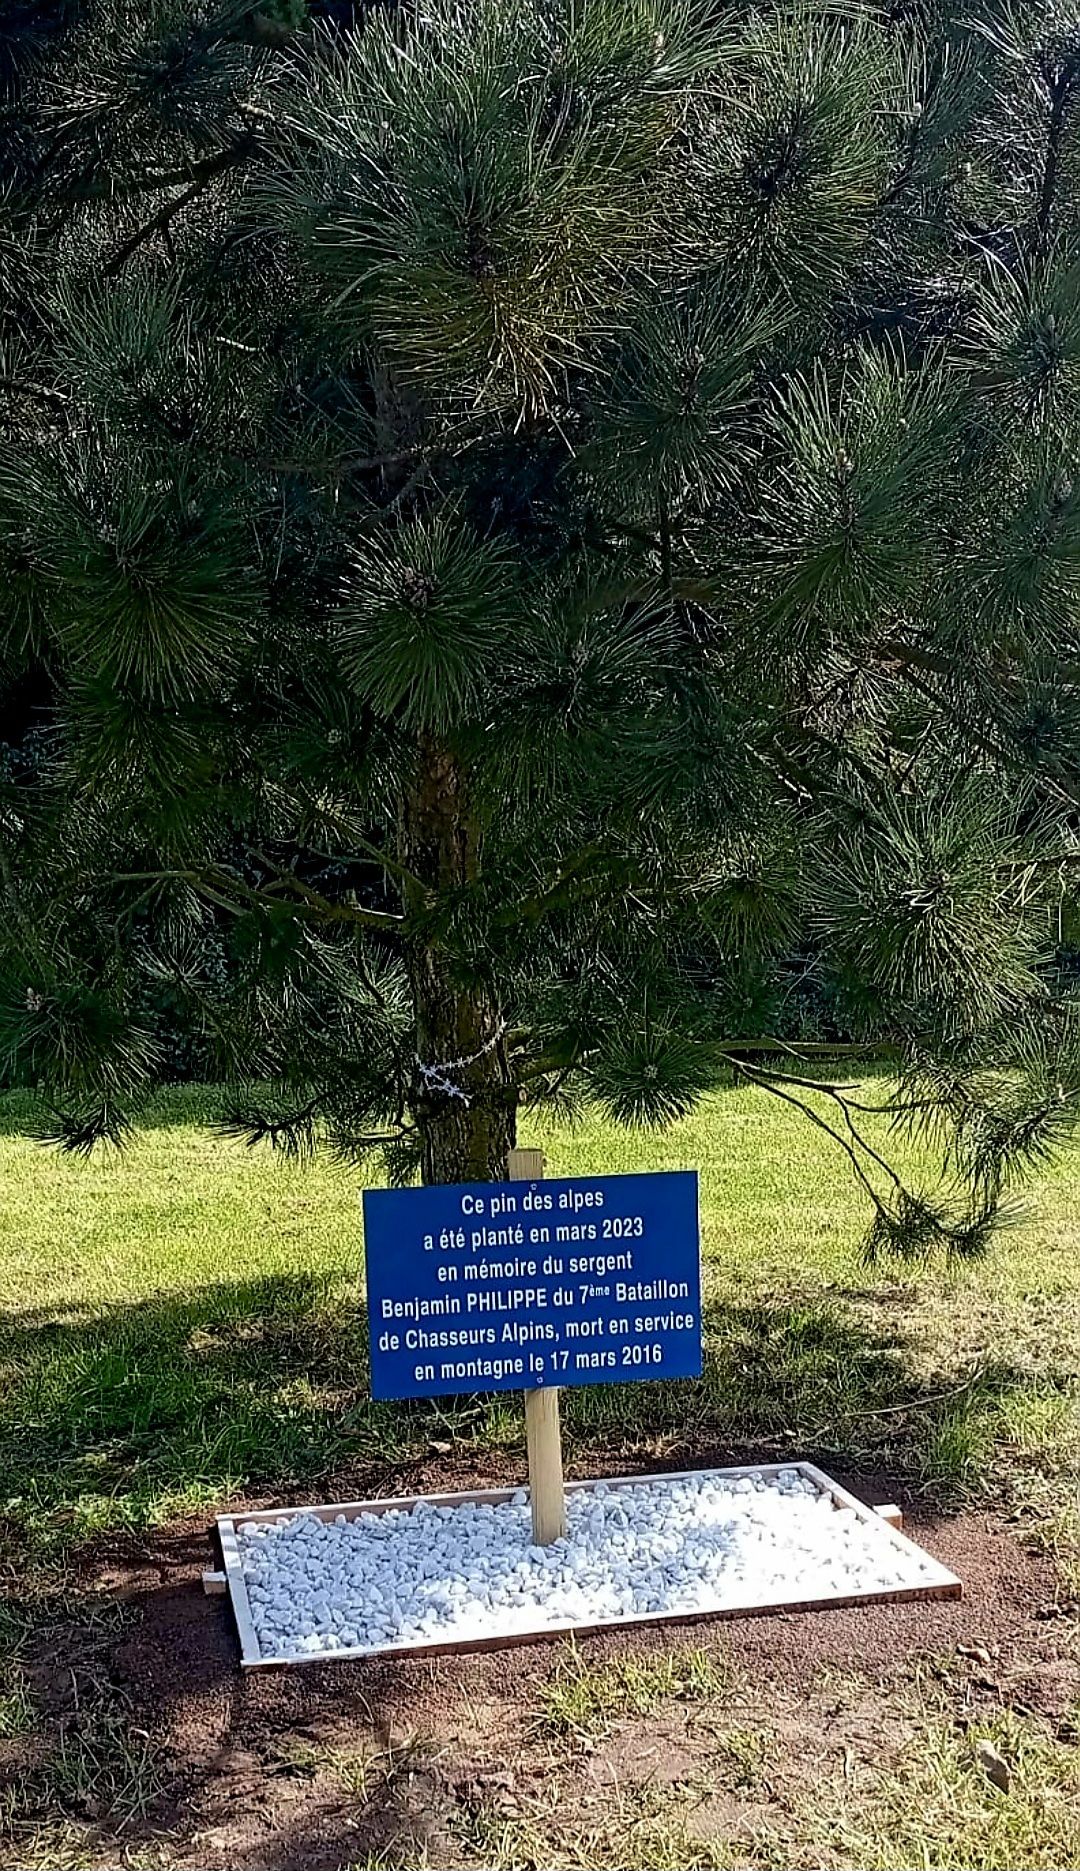 Ce pin des alpes
a été planté en mars 2023
en mémoire du sergent
Benjamin PHILIPPE du 7ème Bataillon
de Chasseurs Alpins, mort en service
en montagne le 17 mars 2016